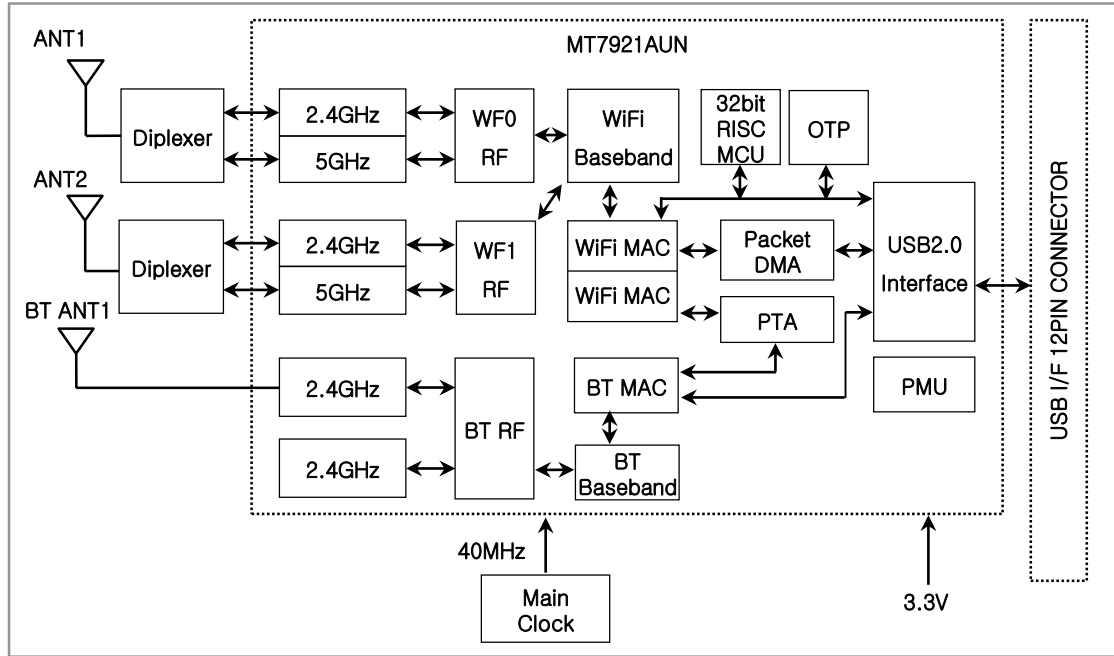 ANT1
MT7921AUN
Diplexer
2.4GHz
5GHz
WF0
RF
WiFi
Baseband
32bit
RISC
MCU
OTP
ANT2
Diplexer
2.4GHz
5GHz
WF1
RF
WiFi MAC
WiFi MAC
Packet
DMA
USB2.0
Interface
USB I/F 12PIN CONNECTOR
BT ANT1
PTA
2.4GHz
2.4GHz
BT RF
BT MAC
BT
Baseband
PMU
40MHz
Main
Clock
3.3V